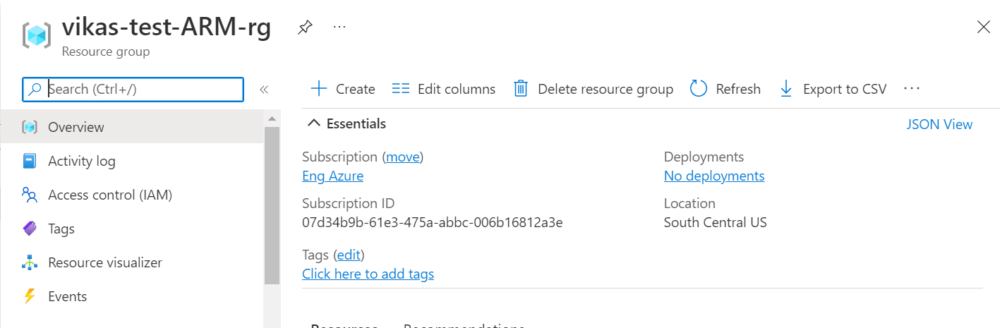 vikas-test-ARM-rg
Resource group
Search (Ctrl+/)
Create
Edit columns
Delete resource group
Refresh
Export to CSV
Overview
Activity log
Access control (IAM)
Tags
Resource visualizer
Events
Essentials
JSON View
Subscription (move)
Eng Azure
Subscription ID
07d34b9b-61e3-475a-abbc-006b16812a3e
Tags (edit)
Click here to add tags
Deployments
No deployments
Location
South Central US
Resources
Recommendations